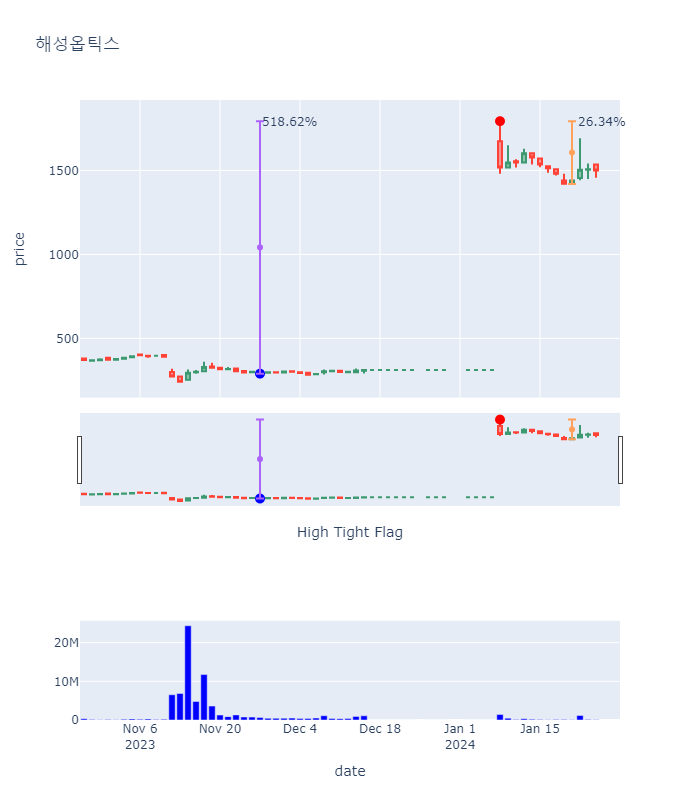 해성옵틱스
518.62%
26.34%
1500
1000
500
price
High Tight Flag
20M
10M
0
Nov 6
2023
Nov 20
Dec 4
Dec 18
Jan 1
2024
Jan 15
date